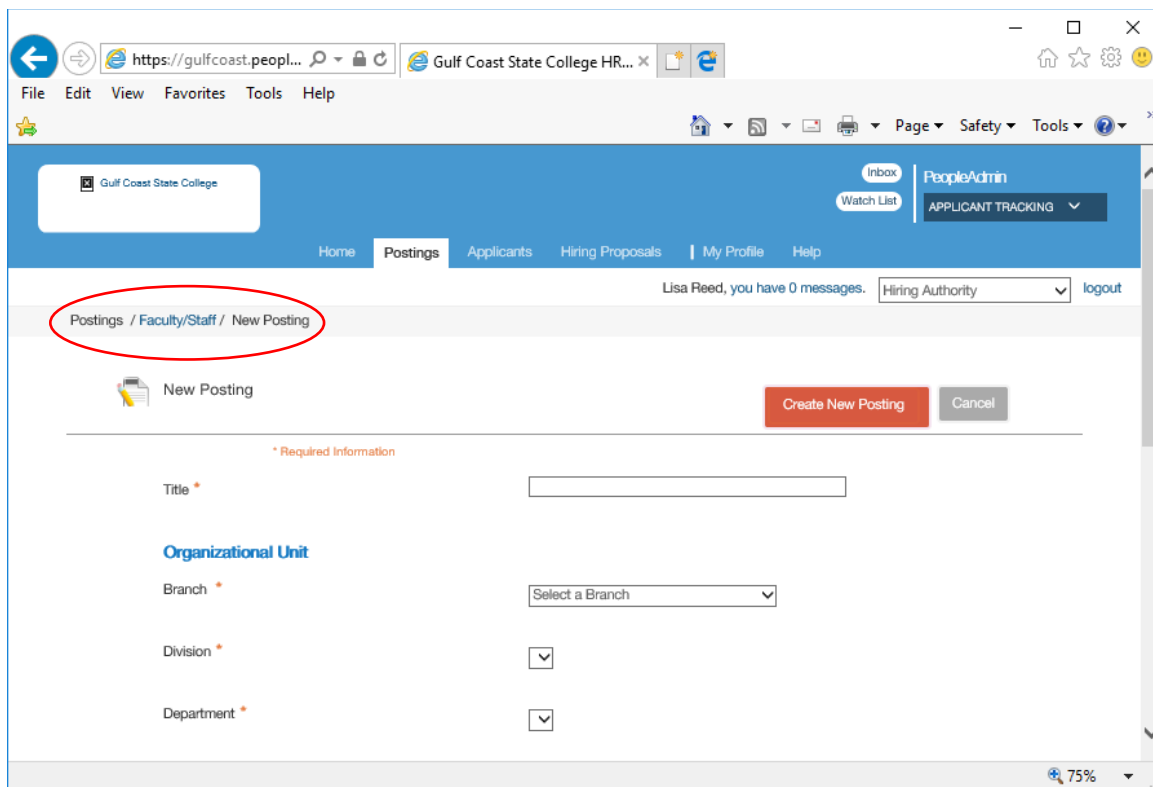 https://gulfcoast.peopl...
Gulf Coast State College HR...
File Edit View Favorites Tools Help
Page Safety Tools
Gulf Coast State College
Inbox
PeopleAdmin
Watch List
APPLICANT TRACKING
Home Postings Applicants Hiring Proposals My Profile Help
Lisa Reed, you have 0 messages. Hiring Authority logout
Postings / Faculty/Staff / New Posting
New Posting
Create New Posting Cancel
* Required Information
Title *
Organizational Unit
Branch * Select a Branch
Division *
Department *
75%